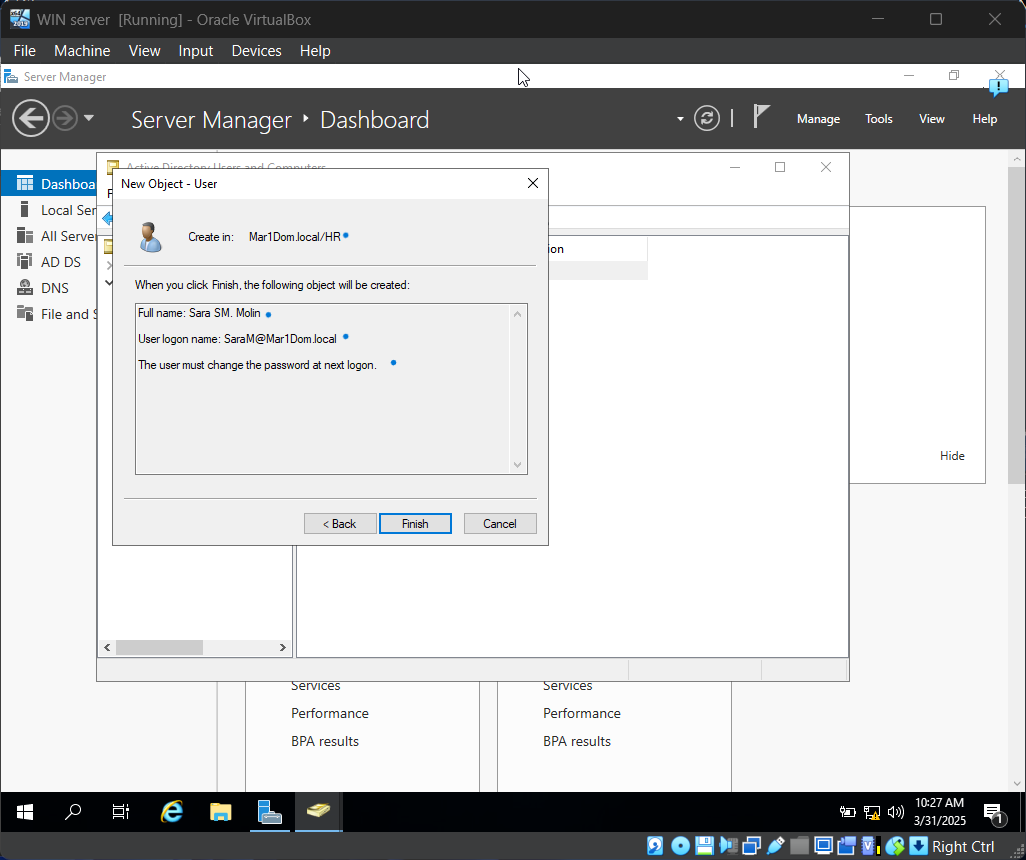 WIN server [Running] - Oracle VirtualBox
File Machine View Input Devices Help
Server Manager
Server Manager Dashboard
Manage Tools View Help
Active Directory Users and Computers
New Object - User
Dashboa
Local Ser
All Server
AD DS
DNS
File and S
Create in: Mar1Dom.local/HR
ion
When you click Finish, the following object will be created:
Full name: Sara SM. Molin
User logon name: SaraM@Mar1Dom.local
The user must change the password at next logon.
Hide
< Back Finish Cancel
Services Services
Performance Performance
BPA results BPA results
10:27 AM
3/31/2025
1
Right Ctrl